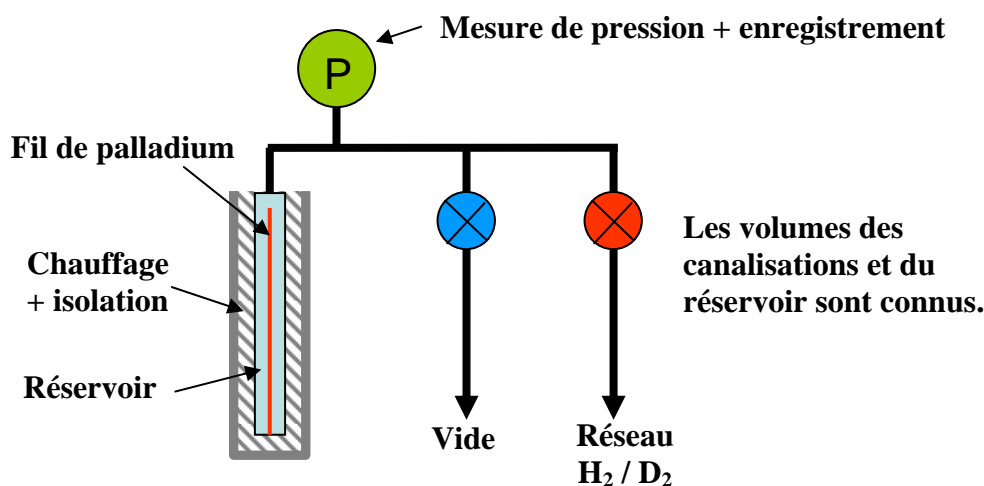 Mesure de pression + enregistrement
P
Fil de palladium
Chauffage
+ isolation
Réservoir
Les volumes des
canalisations et du
réservoir sont connus.
Vide
Réseau
H₂ / D₂